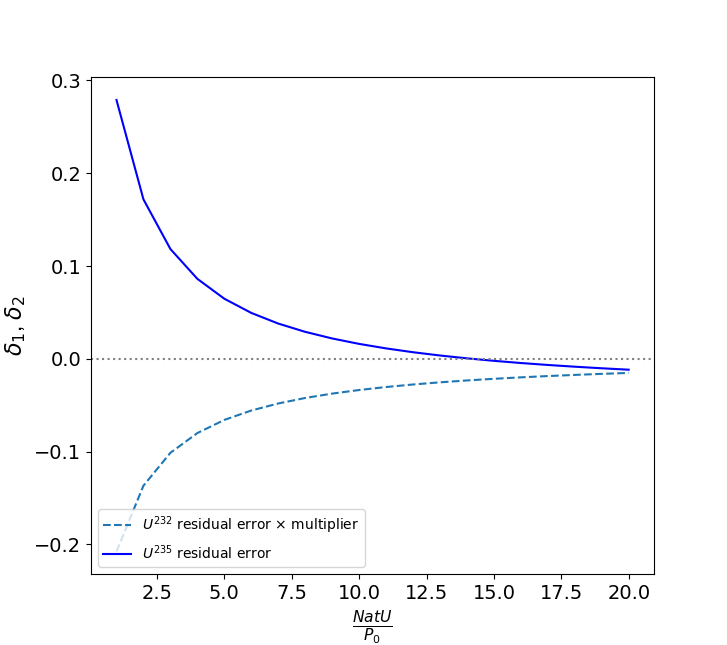 0.3
0.2
0.1
0.0
−0.1
−0.2
δ₁, δ₂
U²³² residual error × multiplier
U²³⁵ residual error
2.5 5.0 7.5 10.0 12.5 15.0 17.5 20.0
NatU
P₀